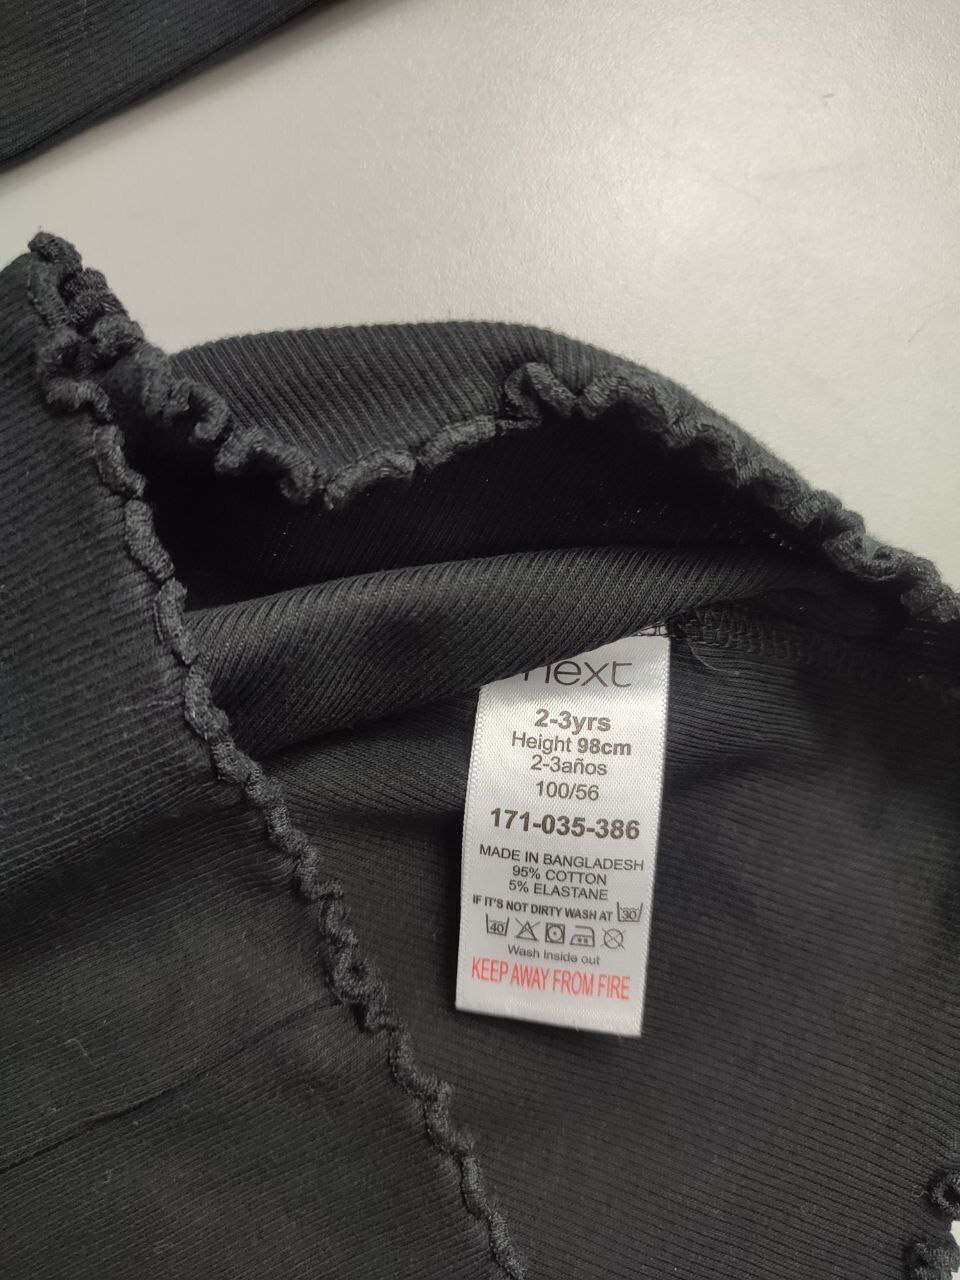 next
2-3yrs
Height 98cm
2-3años
100/56
171-035-386
MADE IN BANGLADESH
95% COTTON
5% ELASTANE
IF IT'S NOT DIRTY WASH AT 30
40
Wash inside out
KEEP AWAY FROM FIRE